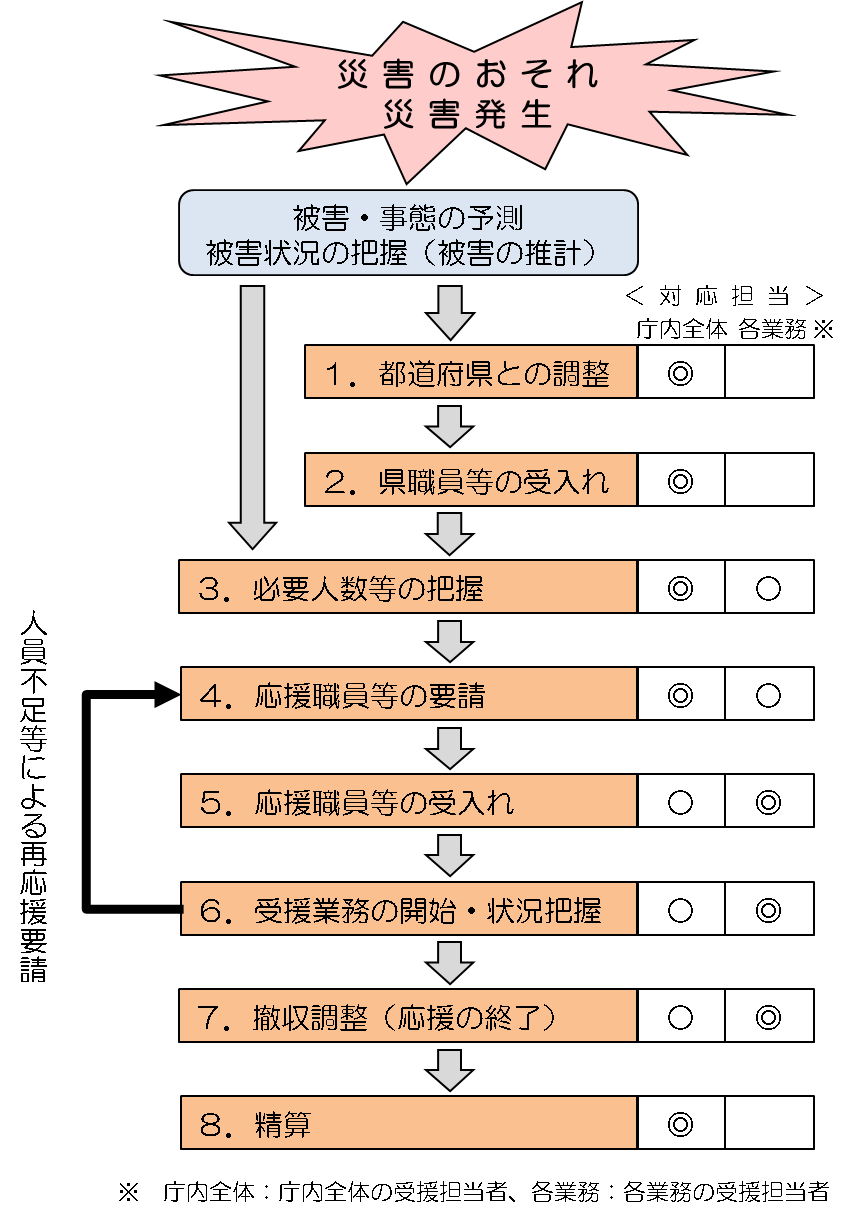 災害のおそれ
災害発生
被害・事態の予測
被害状況の把握（被害の推計）
＜対応担当＞
庁内全体 各業務※
１．都道府県との調整 ◎
２．県職員等の受入れ ◎
３．必要人数等の把握 ◎ ○
４．応援職員等の要請 ◎ ○
５．応援職員等の受入れ ○ ◎
６．受援業務の開始・状況把握 ○ ◎
７．撤収調整（応援の終了） ○ ◎
８．精算 ◎
人員不足等による再応援要請
※　庁内全体：庁内全体の受援担当者、各業務：各業務の受援担当者